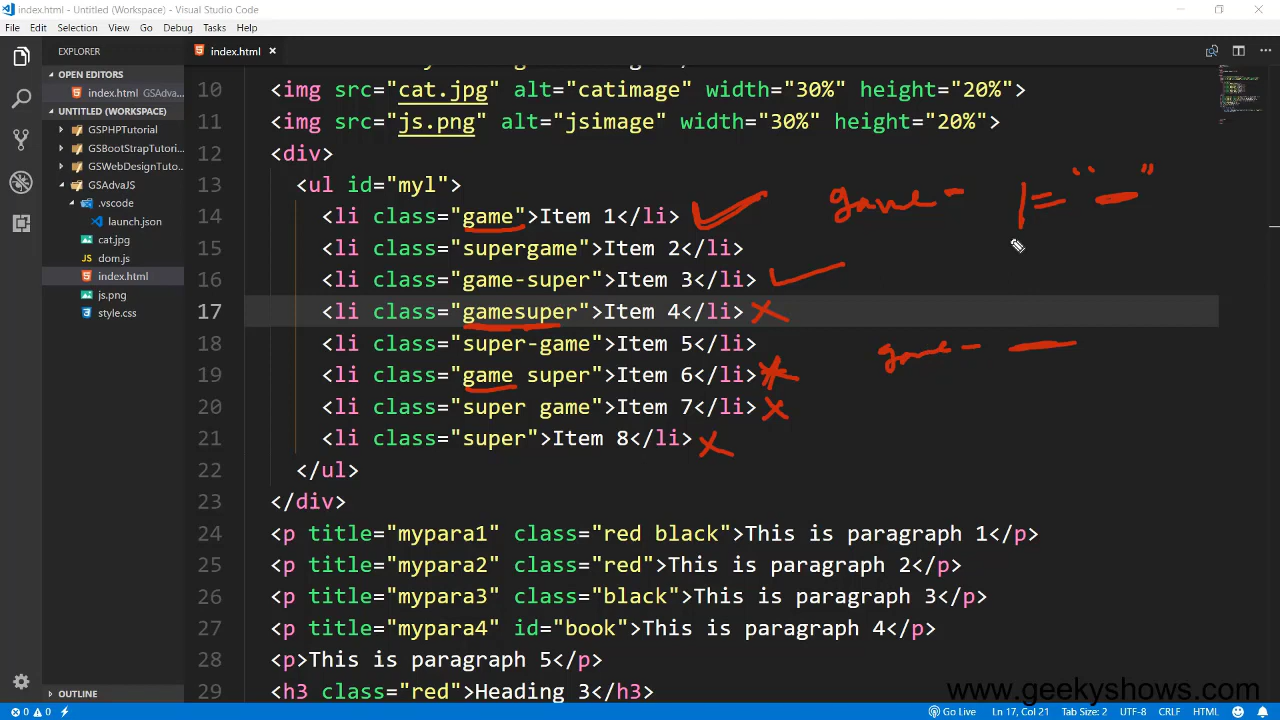 index.html - Untitled (Workspace) - Visual Studio Code
File Edit Selection View Go Debug Tasks Help
EXPLORER
index.html
OPEN EDITORS
index.html GSAdva...
UNTITLED (WORKSPACE)
GSPHPTutorial
GSBootStrapTutori...
GSWebDesignTuto...
GSAdvaJS
.vscode
launch.json
cat.jpg
dom.js
index.html
js.png
style.css
OUTLINE
10 <img src="cat.jpg" alt="catimage" width="30%" height="20%">
11 <img src="js.png" alt="jsimage" width="30%" height="20%">
12 <div>
13 <ul id="myl">
14 <li class="game">Item 1</li>
15 <li class="supergame">Item 2</li>
16 <li class="game-super">Item 3</li>
17 <li class="gamesuper">Item 4</li>
18 <li class="super-game">Item 5</li>
19 <li class="game super">Item 6</li>
20 <li class="super game">Item 7</li>
21 <li class="super">Item 8</li>
22 </ul>
23 </div>
24 <p title="mypara1" class="red black">This is paragraph 1</p>
25 <p title="mypara2" class="red">This is paragraph 2</p>
26 <p title="mypara3" class="black">This is paragraph 3</p>
27 <p title="mypara4" id="book">This is paragraph 4</p>
28 <p>This is paragraph 5</p>
29 <h3 class="red">Heading 3</h3>
game- |= "—"
game- —
www.geekyshows.com
0 0 Go Live Ln 17, Col 21 Tab Size: 2 UTF-8 CRLF HTML